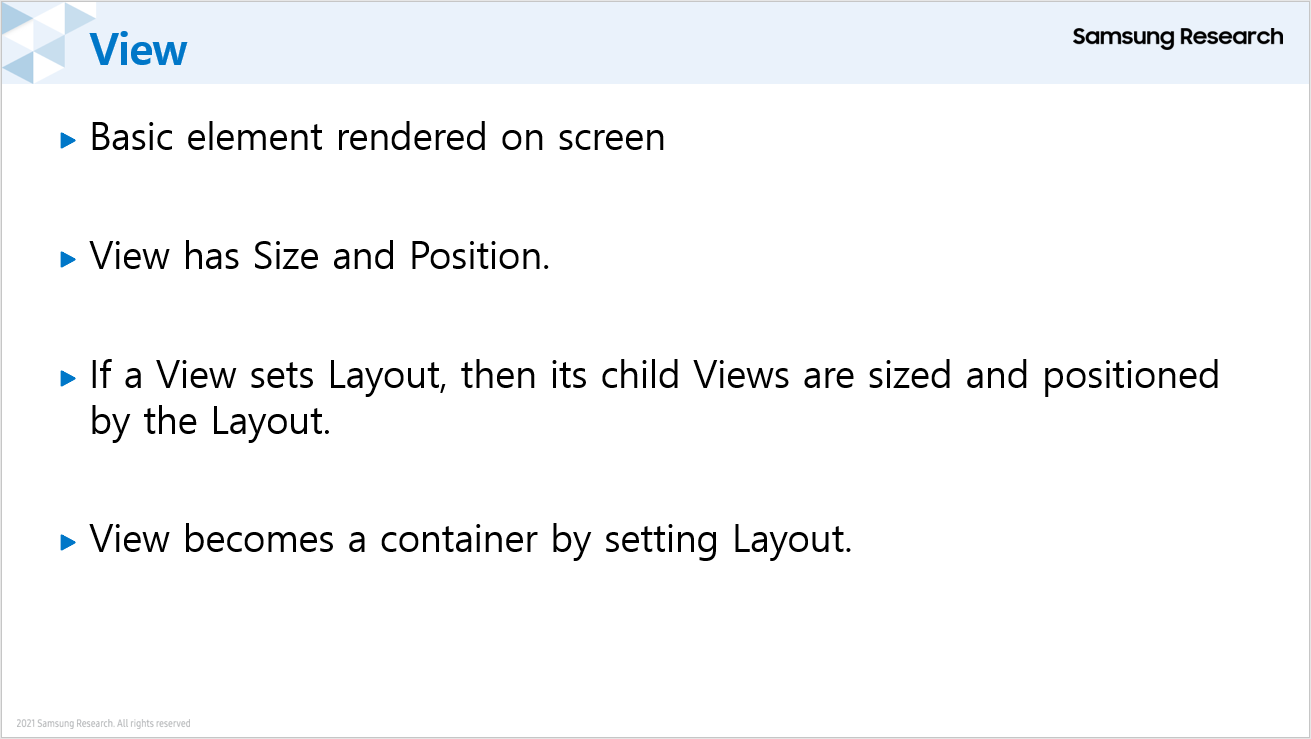 View
Samsung Research
Basic element rendered on screen
View has Size and Position.
If a View sets Layout, then its child Views are sized and positioned
by the Layout.
View becomes a container by setting Layout.
2021 Samsung Research. All rights reserved